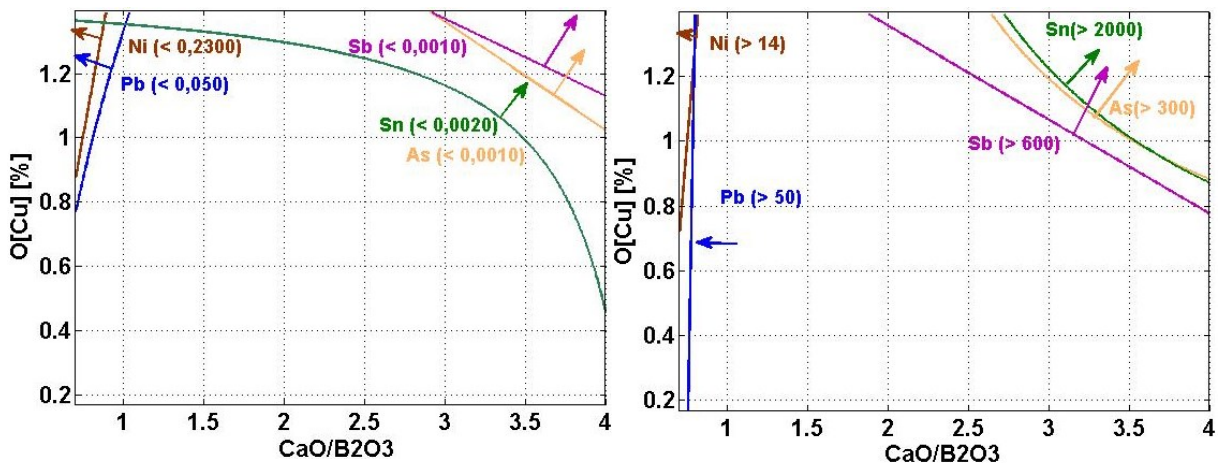 Ni (< 0,2300)
Sb (< 0,0010)
Pb (< 0,050)
Sn (< 0,0020)
As (< 0,0010)
O[Cu] [%]
1.2
1
0.8
0.6
0.4
0.2
1 1.5 2 2.5 3 3.5 4
CaO/B2O3
Ni (> 14)
Sn(> 2000)
As(> 300)
Sb (> 600)
Pb (> 50)
O[Cu] [%]
1.2
1
0.8
0.6
0.4
0.2
1 1.5 2 2.5 3 3.5 4
CaO/B2O3